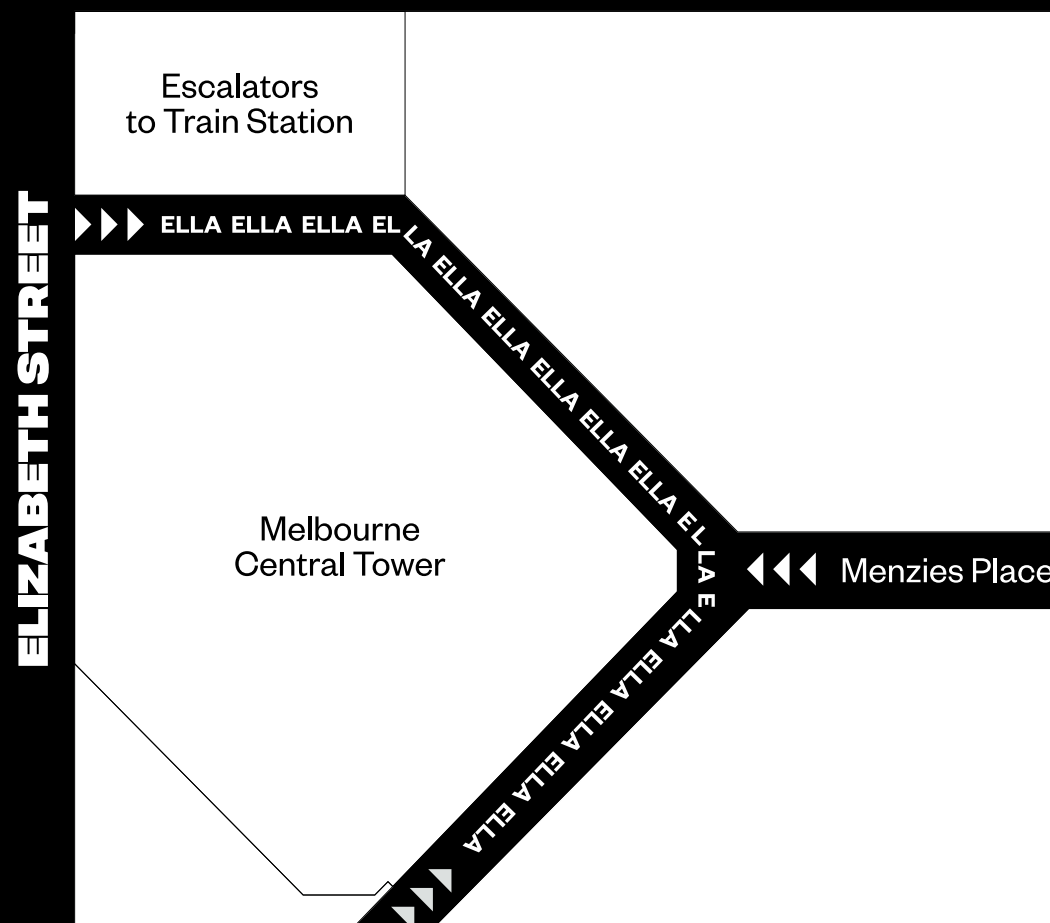 Escalators
to Train Station
ELIZABETH STREET
ELLA ELLA ELLA EL
LA ELLA ELLA ELLA ELLA ELLA EL
LA E
LLA ELLA ELLA ELLA ELLA
Melbourne
Central Tower
Menzies Place